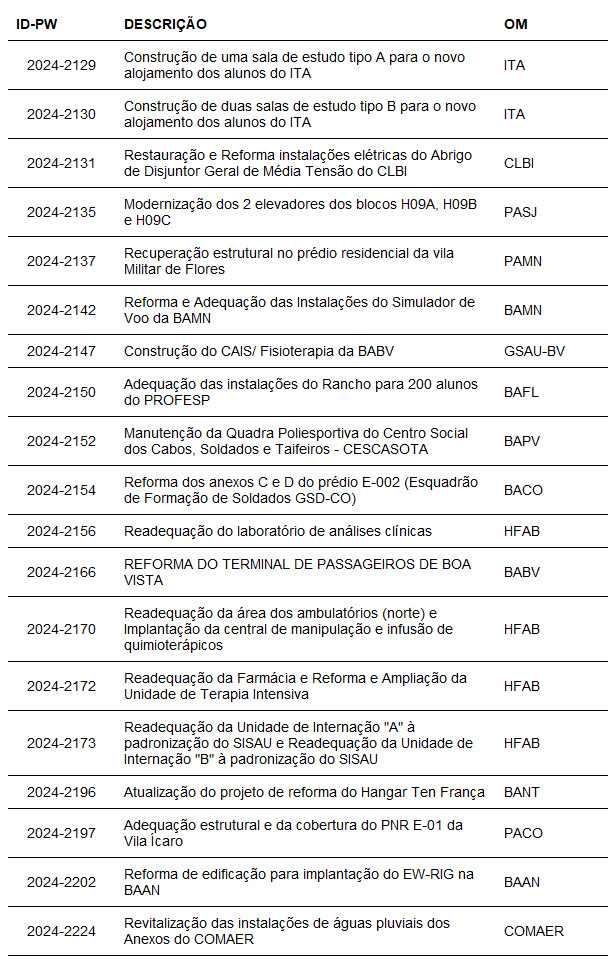 ID-PW DESCRIÇÃO OM
2024-2129 Construção de uma sala de estudo tipo A para o novo ITA
alojamento dos alunos do ITA
2024-2130 Construção de duas salas de estudo tipo B para o novo ITA
alojamento dos alunos do ITA
2024-2131 Restauração e Reforma instalações elétricas do Abrigo CLBI
de Disjuntor Geral de Média Tensão do CLBI
2024-2135 Modernização dos 2 elevadores dos blocos H09A, H09B PASJ
e H09C
2024-2137 Recuperação estrutural no prédio residencial da vila PAMN
Militar de Flores
2024-2142 Reforma e Adequação das Instalações do Simulador de BAMN
Voo da BAMN
2024-2147 Construção do CAIS/ Fisioterapia da BABV GSAU-BV
2024-2150 Adequação das instalações do Rancho para 200 alunos BAFL
do PROFESP
2024-2152 Manutenção da Quadra Poliesportiva do Centro Social BAPV
dos Cabos, Soldados e Taifeiros - CESCASOTA
2024-2154 Reforma dos anexos C e D do prédio E-002 (Esquadrão BACO
de Formação de Soldados GSD-CO)
2024-2156 Readequação do laboratório de análises clínicas HFAB
2024-2166 REFORMA DO TERMINAL DE PASSAGEIROS DE BOA BABV
VISTA
2024-2170 Readequação da área dos ambulatórios (norte) e HFAB
Implantação da central de manipulação e infusão de
quimioterápicos
2024-2172 Readequação da Farmácia e Reforma e Ampliação da HFAB
Unidade de Terapia Intensiva
2024-2173 Readequação da Unidade de Internação "A" à HFAB
padronização do SISAU e Readequação da Unidade de
Internação "B" à padronização do SISAU
2024-2196 Atualização do projeto de reforma do Hangar Ten França BANT
2024-2197 Adequação estrutural e da cobertura do PNR E-01 da PACO
Vila Ícaro
2024-2202 Reforma de edificação para implantação do EW-RIG na BAAN
BAAN
2024-2224 Revitalização das instalações de águas pluviais dos COMAER
Anexos do COMAER